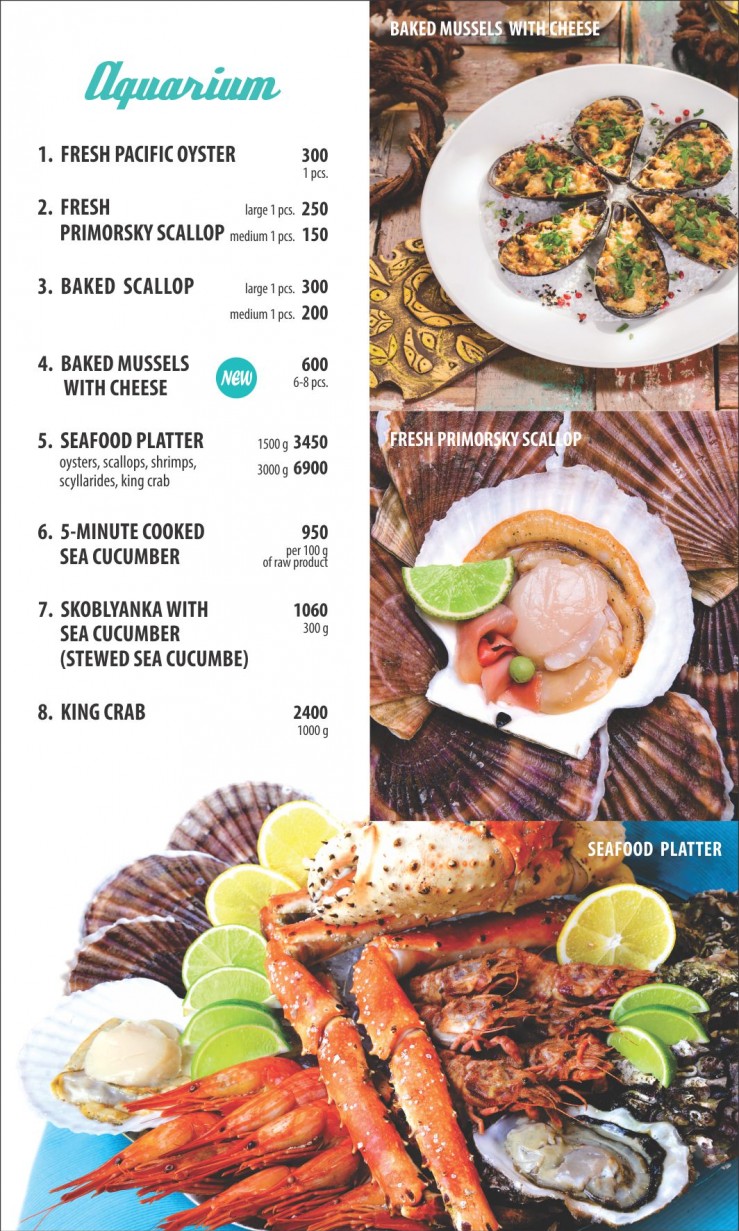 Aquarium
1. FRESH PACIFIC OYSTER 300
1 pcs.
2. FRESH large 1 pcs. 250
PRIMORSKY SCALLOP medium 1 pcs. 150
3. BAKED SCALLOP large 1 pcs. 300
medium 1 pcs. 200
4. BAKED MUSSELS 600
WITH CHEESE New 6-8 pcs.
5. SEAFOOD PLATTER 1500 g 3450
oysters, scallops, shrimps,
scyllarides, king crab 3000 g 6900
6. 5-MINUTE COOKED 950
SEA CUCUMBER per 100 g
of raw product
7. SKOBLYANKA WITH 1060
SEA CUCUMBER 300 g
(STEWED SEA CUCUMBE)
8. KING CRAB 2400
1000 g
BAKED MUSSELS WITH CHEESE
FRESH PRIMORSKY SCALLOP
SEAFOOD PLATTER